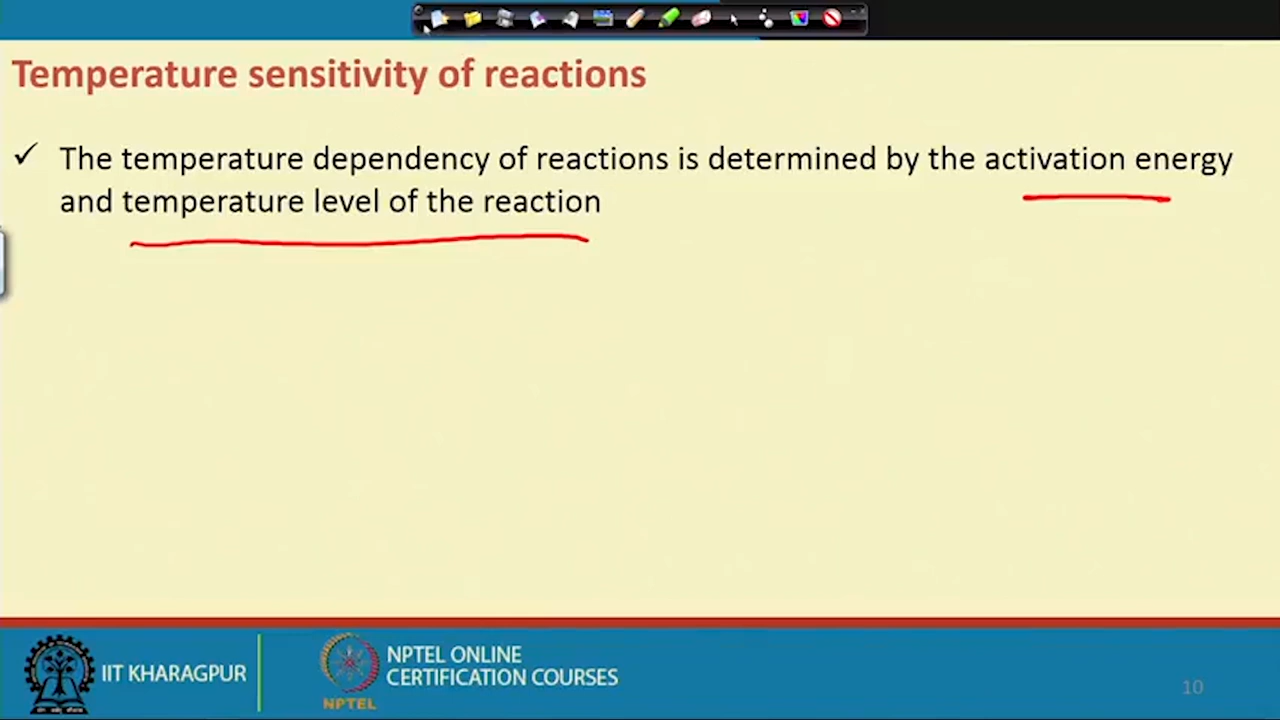 Temperature sensitivity of reactions
✓ The temperature dependency of reactions is determined by the activation energy
and temperature level of the reaction
IIT KHARAGPUR
NPTEL
NPTEL ONLINE
CERTIFICATION COURSES
10